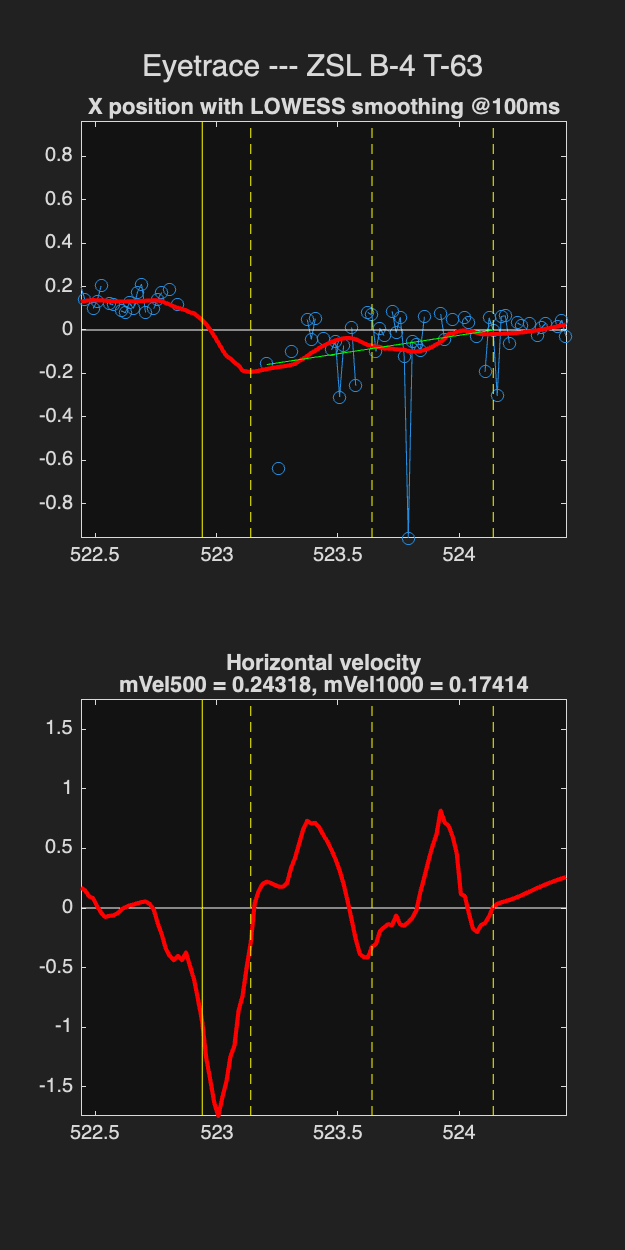 Eyetrace --- ZSL B-4 T-63
X position with LOWESS smoothing @100ms
0.8
0.6
0.4
0.2
0
-0.2
-0.4
-0.6
-0.8
522.5 523 523.5 524
Horizontal velocity
mVel500 = 0.24318, mVel1000 = 0.17414
1.5
1
0.5
0
-0.5
-1
-1.5
522.5 523 523.5 524